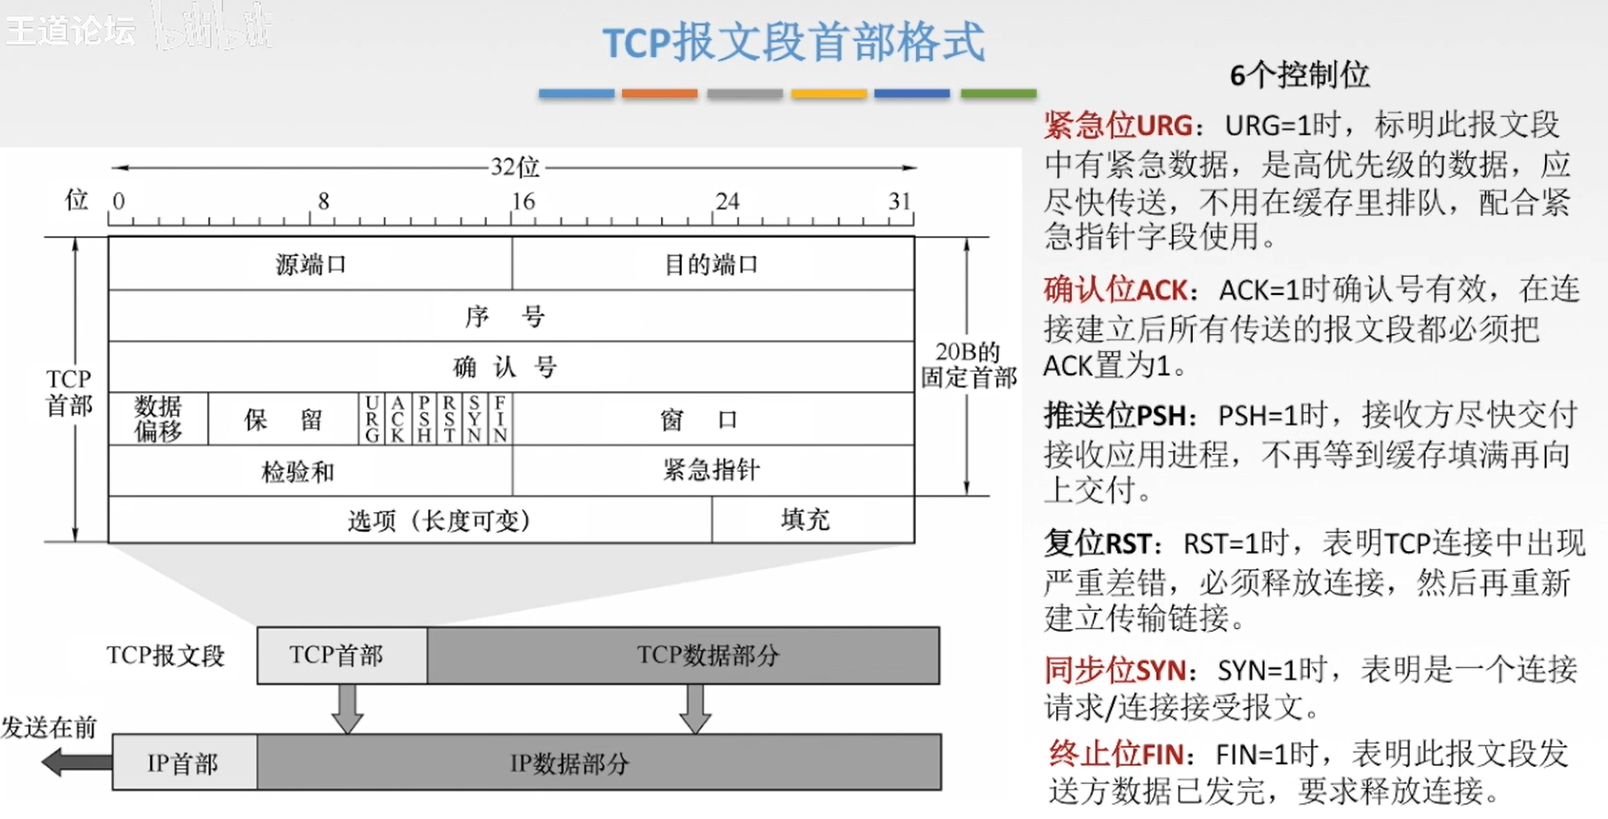 王道论坛 bilibili
TCP报文段首部格式
32位
位 0 8 16 24 31
源端口 目的端口
序 号
确 认 号
数据偏移 保 留 URG ACK PSH RST SYN FIN 窗 口
检验和 紧急指针
选项（长度可变） 填充
TCP首部
20B的
固定首部
TCP报文段 TCP首部 TCP数据部分
发送在前
IP首部 IP数据部分
6个控制位
紧急位URG：URG=1时，标明此报文段
中有紧急数据，是高优先级的数据，应
尽快传送，不用在缓存里排队，配合紧
急指针字段使用。
确认位ACK：ACK=1时确认号有效，在连
接建立后所有传送的报文段都必须把
ACK置为1。
推送位PSH：PSH=1时，接收方尽快交付
接收应用进程，不再等到缓存填满再向
上交付。
复位RST：RST=1时，表明TCP连接中出现
严重差错，必须释放连接，然后再重新
建立传输链接。
同步位SYN：SYN=1时，表明是一个连接
请求/连接接受报文。
终止位FIN：FIN=1时，表明此报文段发
送方数据已发完，要求释放连接。